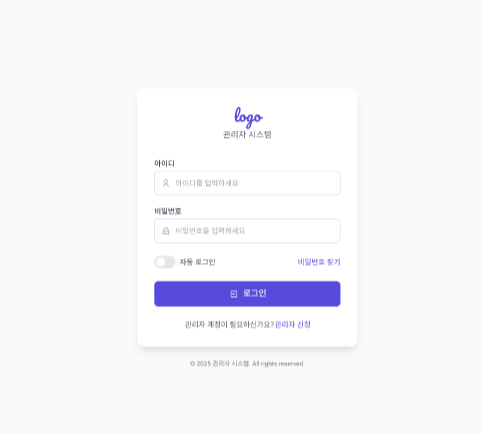 logo
관리자 시스템
아이디
아이디를 입력하세요
비밀번호
비밀번호를 입력하세요
자동 로그인 비밀번호 찾기
로그인
관리자 계정이 필요하신가요? 관리자 신청
© 2025 관리자 시스템. All rights reserved.